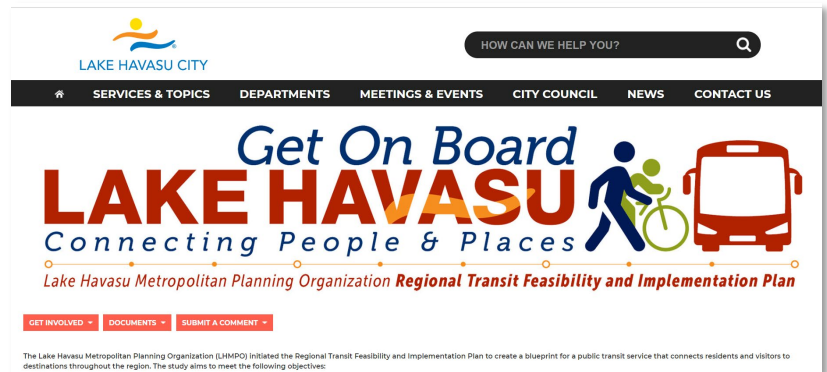 LAKE HAVASU CITY
HOW CAN WE HELP YOU?
SERVICES & TOPICS DEPARTMENTS MEETINGS & EVENTS CITY COUNCIL NEWS CONTACT US
Get On Board
LAKE HAVASU
Connecting People & Places
Lake Havasu Metropolitan Planning Organization Regional Transit Feasibility and Implementation Plan
GET INVOLVED DOCUMENTS SUBMIT A COMMENT
The Lake Havasu Metropolitan Planning Organization (LHMPO) initiated the Regional Transit Feasibility and Implementation Plan to create a blueprint for a public transit service that connects residents and visitors to
destinations throughout the region. The study aims to meet the following objectives: